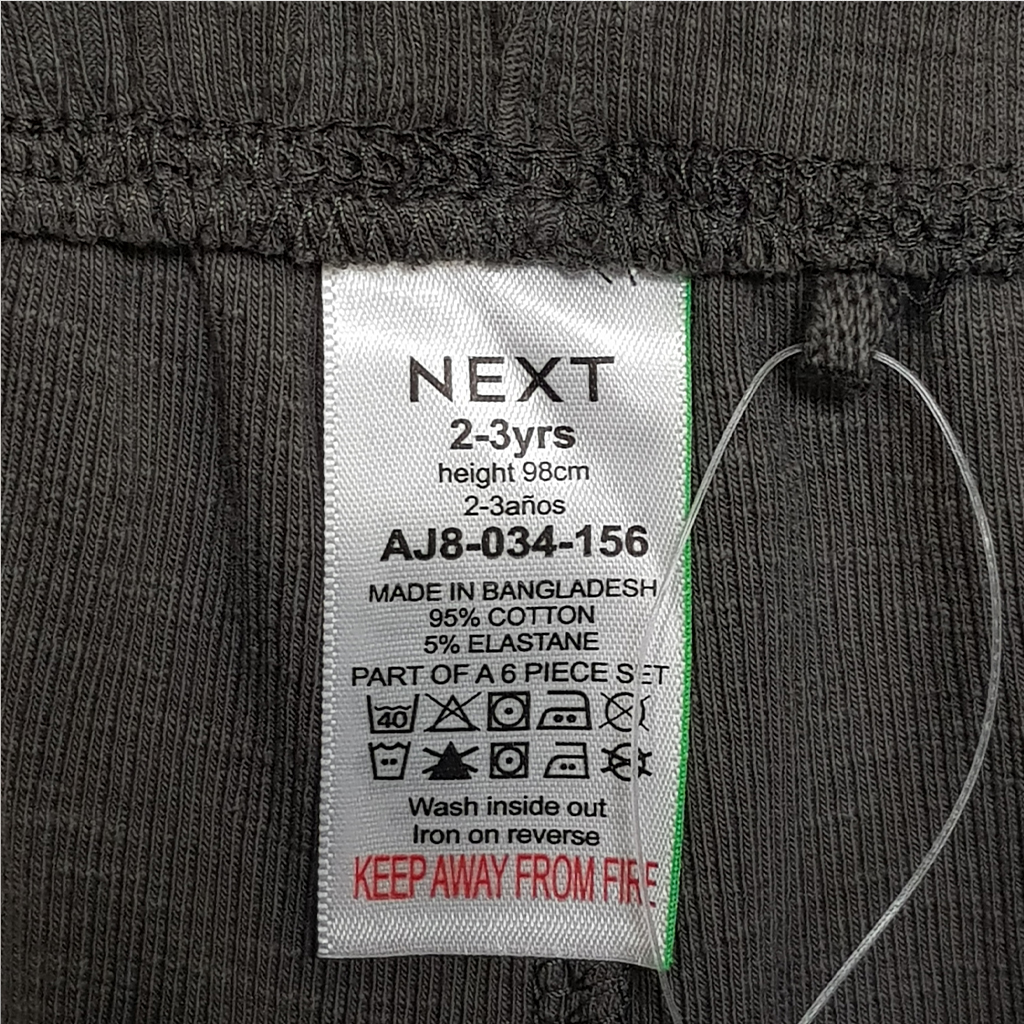 NEXT
2-3yrs
height 98cm
2-3años
AJ8-034-156
MADE IN BANGLADESH
95% COTTON
5% ELASTANE
PART OF A 6 PIECE SET
40
Wash inside out
Iron on reverse
KEEP AWAY FROM FIRE